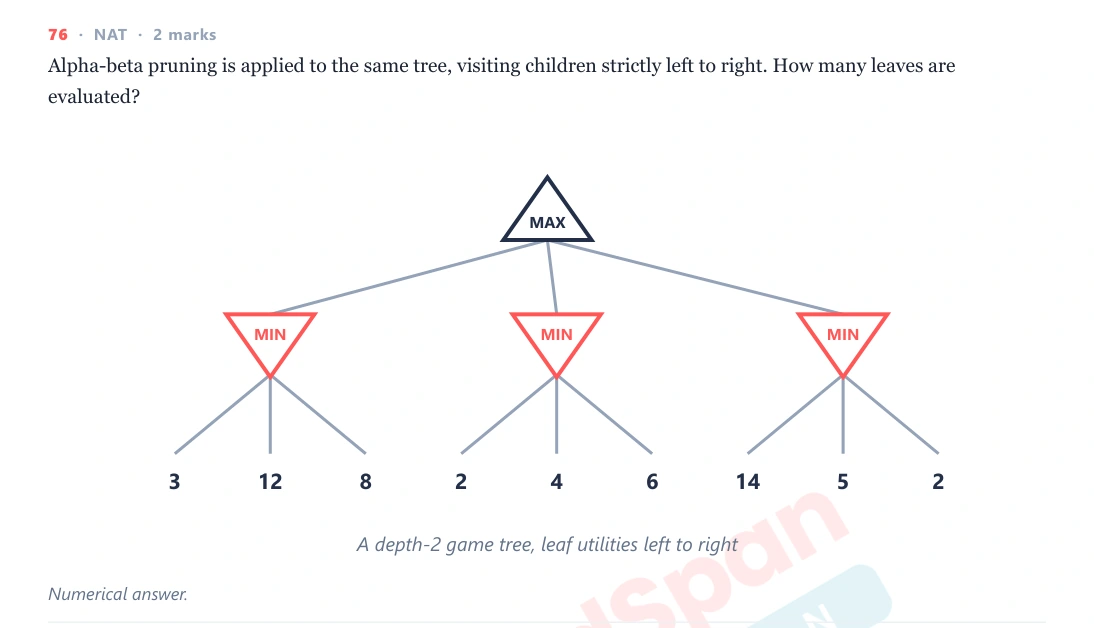 76 · NAT · 2 marks
Alpha-beta pruning is applied to the same tree, visiting children strictly left to right. How many leaves are
evaluated?
MAX
MIN MIN MIN
3 12 8 2 4 6 14 5 2
A depth-2 game tree, leaf utilities left to right
Numerical answer.